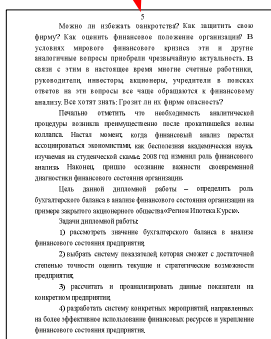 5
Можно ли избежать банкротства? Как защитить свою
фирму? Как оценить финансовое положение организации? В
условиях мирового финансового кризиса эти и другие
аналогичные вопросы приобрели чрезвычайную актуальность. В
связи с этим в настоящее время многие счетные работники,
руководители, инвесторы, акционеры, учредители в поисках
ответов на эти вопросы все чаще обращаются к финансовому
анализу. Все хотят знать: Грозит ли их фирме опасность?
Печально отметить что необходимость аналитической
процедуры возникла преимущественно после прокатившейся волны
коллапса. Настал момент, когда финансовый анализ перестал
ассоциироваться экономистами, как бесполезная академическая наука,
изучаемая на студенческой скамье, 2008 год изменил роль финансового
анализа. Наконец, пришло осознание важности своевременной
диагностики финансового состояния организации.
Цель данной дипломной работы – определить роль
бухгалтерского баланса в анализе финансового состояния организации на
примере закрытого акционерного общества «Регион Ипотека Курск».
Задачи дипломной работы:
1) рассмотреть значение бухгалтерского баланса в анализе
финансового состояния предприятия;
2) выбрать систему показателей, которая сможет с достаточной
степенью точности оценить текущие и стратегические возможности
предприятия;
3) рассчитать и проанализировать данные показатели на
конкретном предприятии;
4) разработать систему конкретных мероприятий, направленных
на более эффективное использование финансовых ресурсов и укрепление
финансового состояния предприятия.